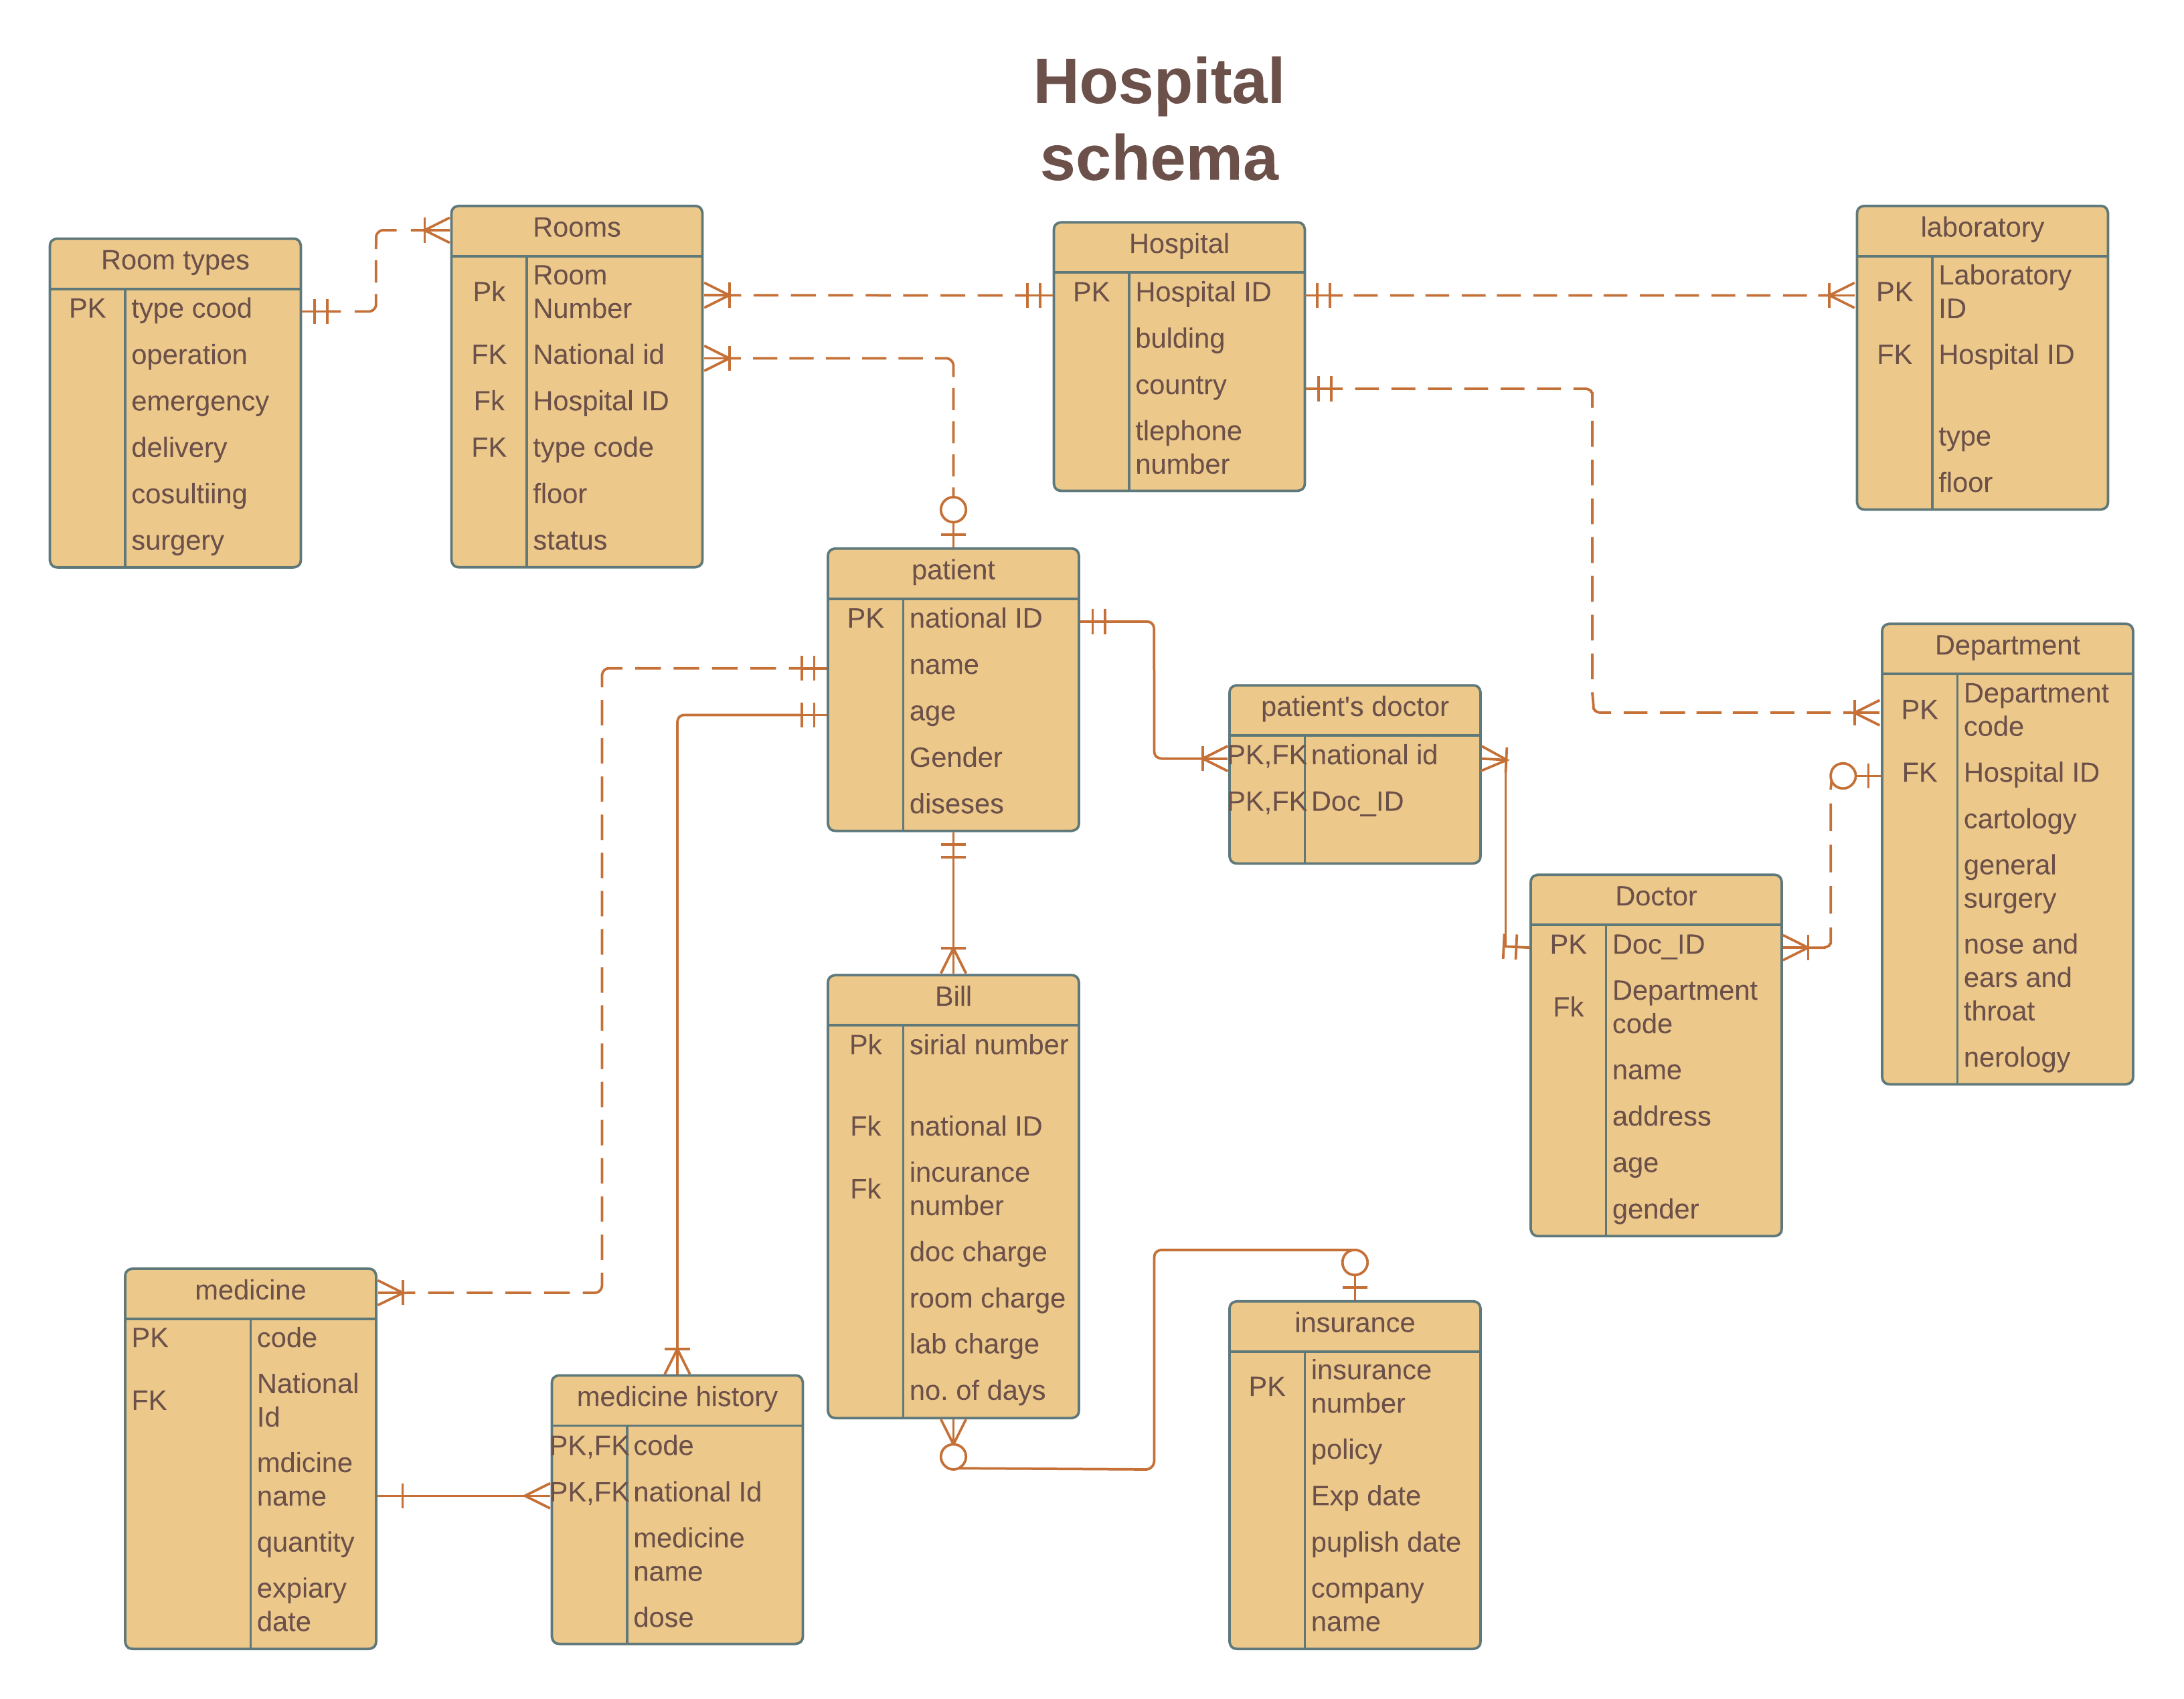 Hospital
schema
Room types
PK type cood
operation
emergency
delivery
cosultiing
surgery
Rooms
Pk Room
Number
FK National id
Fk Hospital ID
FK type code
floor
status
Hospital
PK Hospital ID
bulding
country
tlephone
number
laboratory
PK Laboratory
ID
FK Hospital ID
type
floor
patient
PK national ID
name
age
Gender
diseses
patient's doctor
PK,FK national id
PK,FK Doc_ID
Department
PK Department
code
FK Hospital ID
cartology
general
surgery
nose and
ears and
throat
nerology
Doctor
PK Doc_ID
Fk Department
code
name
address
age
gender
Bill
Pk sirial number
Fk national ID
Fk incurance
number
doc charge
room charge
lab charge
no. of days
medicine
PK code
FK National
Id
mdicine
name
quantity
expiary
date
medicine history
PK,FK code
PK,FK national Id
medicine
name
dose
insurance
PK insurance
number
policy
Exp date
puplish date
company
name